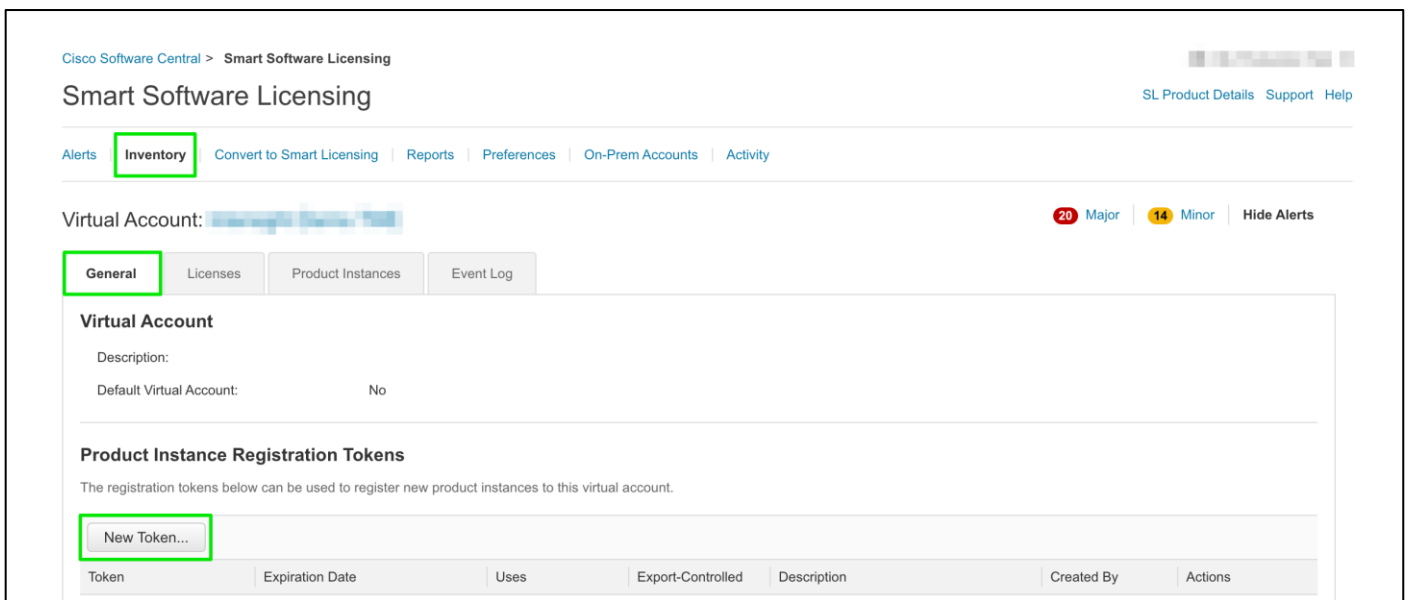 Cisco Software Central > Smart Software Licensing
Smart Software Licensing
SL Product Details Support Help
Alerts Inventory Convert to Smart Licensing Reports Preferences On-Prem Accounts Activity
Virtual Account:
20 Major 14 Minor Hide Alerts
General Licenses Product Instances Event Log
Virtual Account
Description:
Default Virtual Account: No
Product Instance Registration Tokens
The registration tokens below can be used to register new product instances to this virtual account.
New Token...
Token Expiration Date Uses Export-Controlled Description Created By Actions